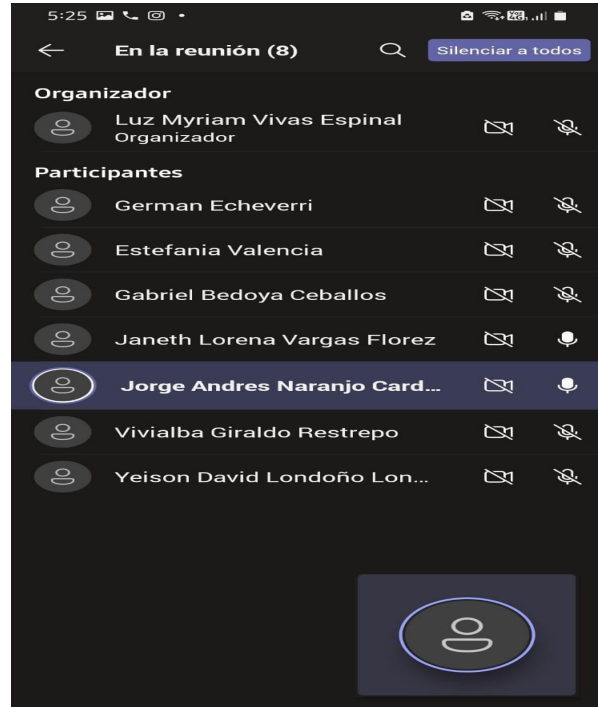 5:25
En la reunión (8) Silenciar a todos
Organizador
Luz Myriam Vivas Espinal
Organizador
Participantes
German Echeverri
Estefania Valencia
Gabriel Bedoya Ceballos
Janeth Lorena Vargas Florez
Jorge Andres Naranjo Card...
Vivialba Giraldo Restrepo
Yeison David Londoño Lon...